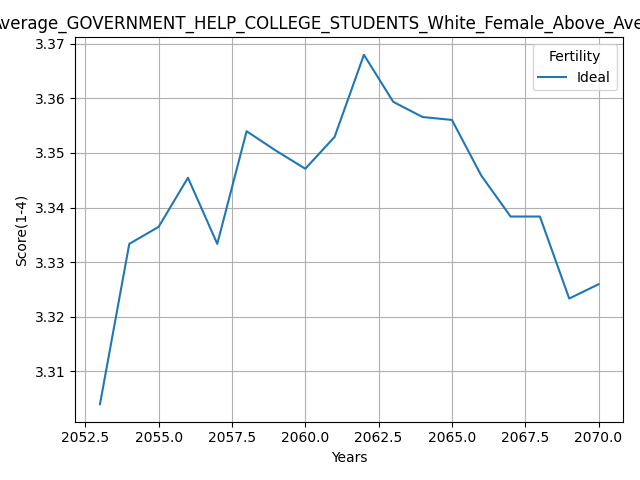 Average_GOVERNMENT_HELP_COLLEGE_STUDENTS_White_Female_Above_Ave
3.37
Fertility
Ideal
3.36
3.35
3.34
3.33
3.32
3.31
Score(1-4)
2052.5 2055.0 2057.5 2060.0 2062.5 2065.0 2067.5 2070.0
Years